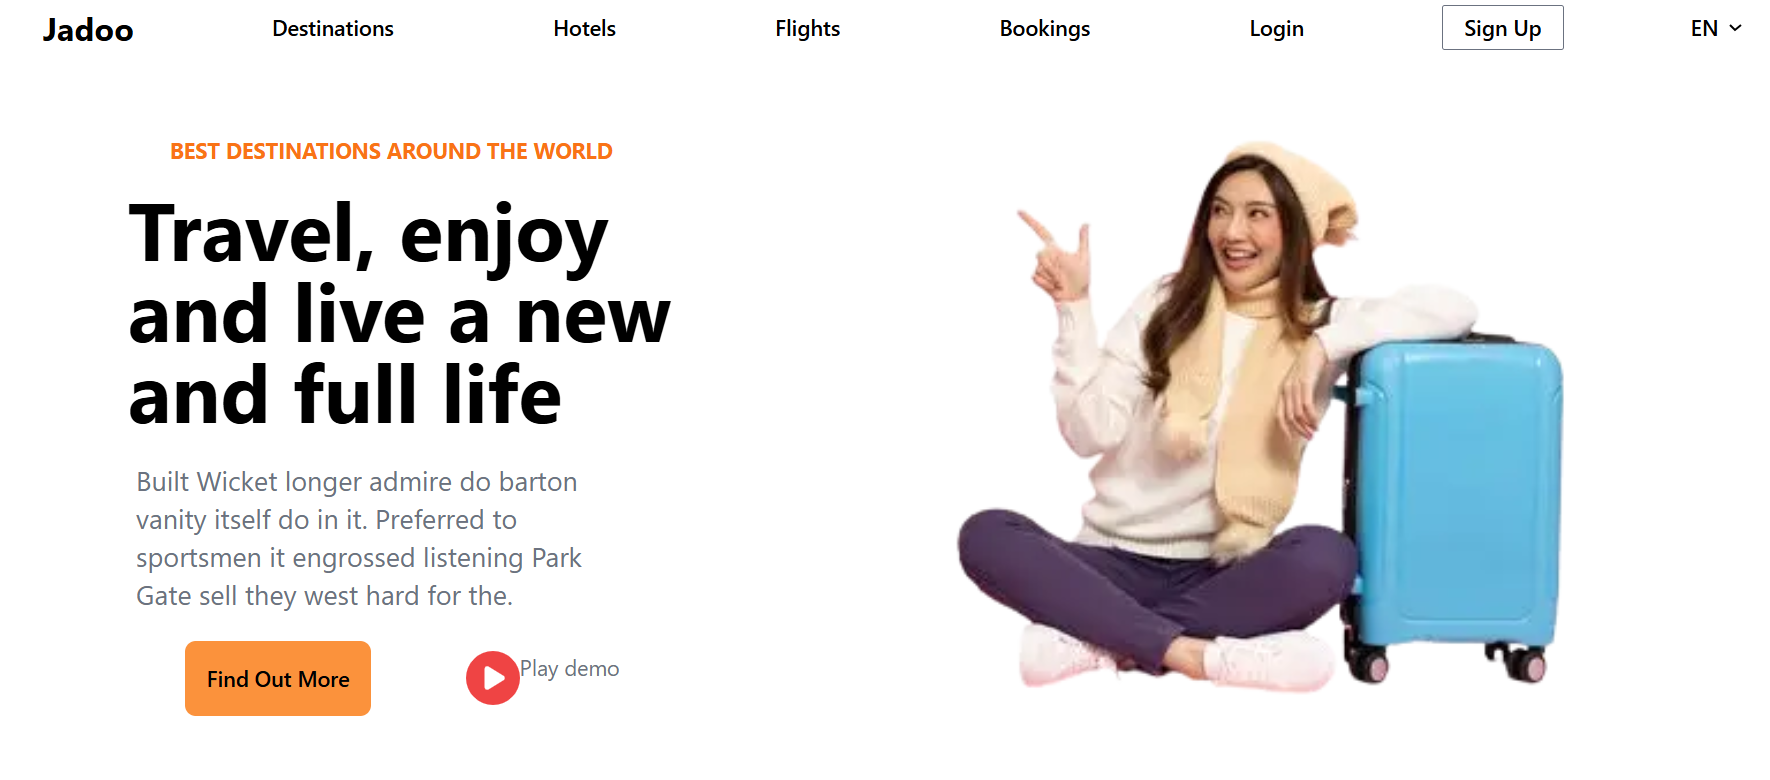 Jadoo
Destinations
Hotels
Flights
Bookings
Login
Sign Up
EN
BEST DESTINATIONS AROUND THE WORLD
Travel, enjoy
and live a new
and full life
Built Wicket longer admire do barton
vanity itself do in it. Preferred to
sportsmen it engrossed listening Park
Gate sell they west hard for the.
Find Out More
Play demo